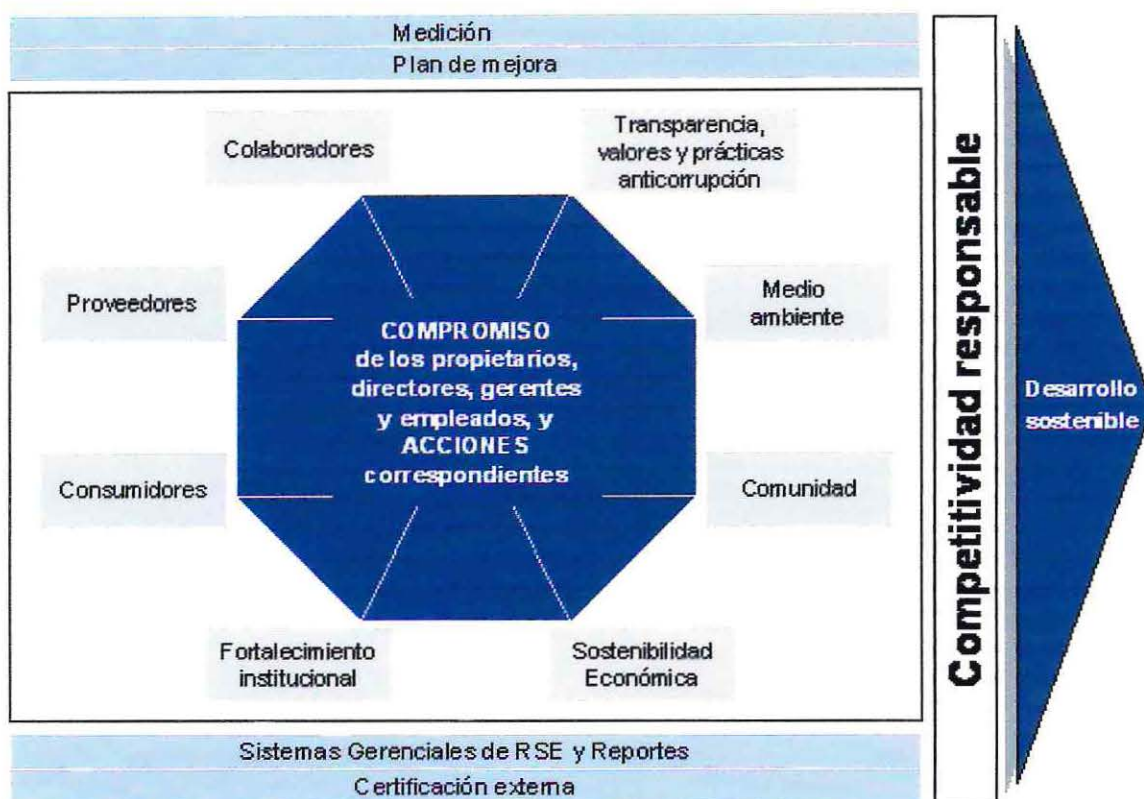 Medición
Plan de mejora
Colaboradores
Transparencia,
valores y prácticas
anticorrupción
Proveedores
Medio
ambiente
COMPROMISO
de los propietarios,
directores, gerentes
y empleados, y
ACCIONES
correspondientes
Consumidores
Comunidad
Fortalecimiento
institucional
Sostenibilidad
Económica
Sistemas Gerenciales de RSE y Reportes
Certificación externa
Competitividad responsable
Desarrollo
sostenible